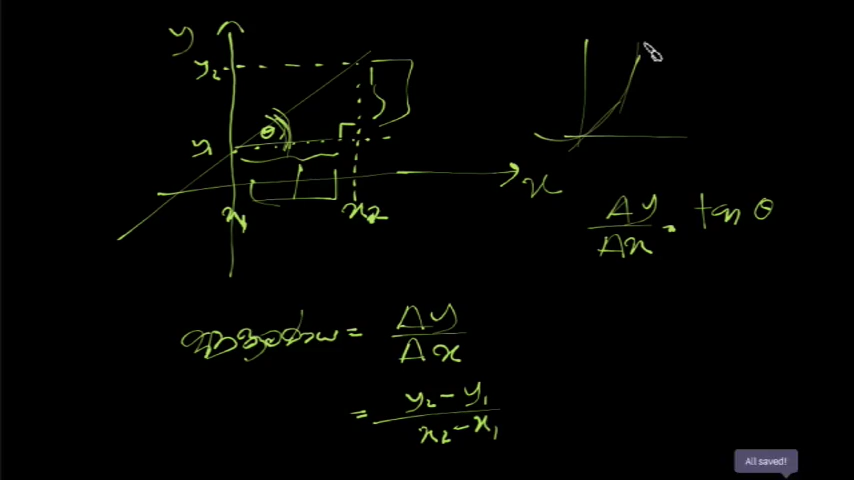 y
y₂
θ
y₁
x₁
x₂
x
Δy/Δx = tan θ
= Δy/Δx
= y₂ - y₁ / x₂ - x₁
All saved!